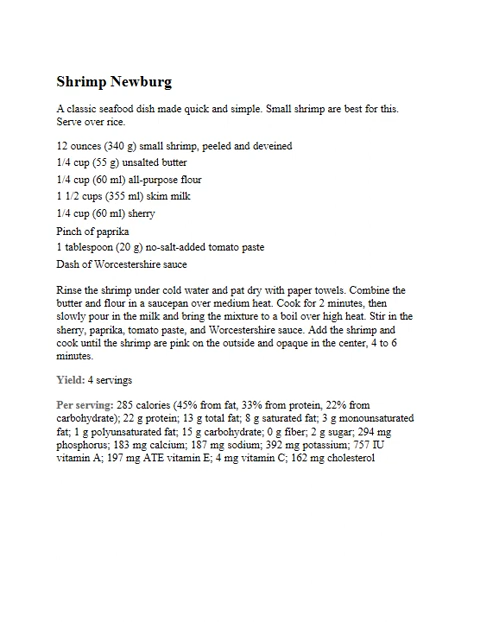 Shrimp Newburg
A classic seafood dish made quick and simple. Small shrimp are best for this.
Serve over rice.
12 ounces (340 g) small shrimp, peeled and deveined
1/4 cup (55 g) unsalted butter
1/4 cup (60 ml) all-purpose flour
1 1/2 cups (355 ml) skim milk
1/4 cup (60 ml) sherry
Pinch of paprika
1 tablespoon (20 g) no-salt-added tomato paste
Dash of Worcestershire sauce
Rinse the shrimp under cold water and pat dry with paper towels. Combine the
butter and flour in a saucepan over medium heat. Cook for 2 minutes, then
slowly pour in the milk and bring the mixture to a boil over high heat. Stir in the
sherry, paprika, tomato paste, and Worcestershire sauce. Add the shrimp and
cook until the shrimp are pink on the outside and opaque in the center, 4 to 6
minutes.
Yield: 4 servings
Per serving: 285 calories (45% from fat, 33% from protein, 22% from
carbohydrate); 22 g protein; 13 g total fat; 8 g saturated fat; 3 g monounsaturated
fat; 1 g polyunsaturated fat; 15 g carbohydrate; 0 g fiber; 2 g sugar; 294 mg
phosphorus; 183 mg calcium; 187 mg sodium; 392 mg potassium; 757 IU
vitamin A; 197 mg ATE vitamin E; 4 mg vitamin C; 162 mg cholesterol